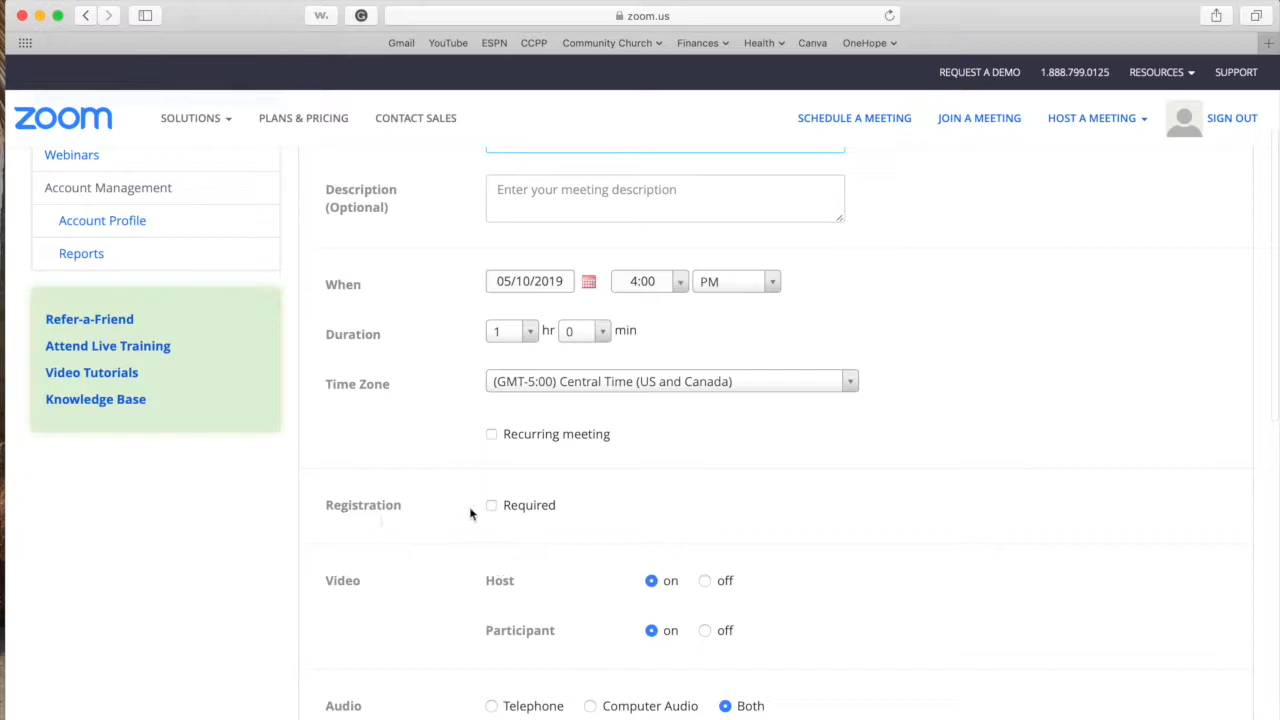 w.
zoom.us
Gmail YouTube ESPN CCPP Community Church Finances Health Canva OneHope
REQUEST A DEMO 1.888.799.0125 RESOURCES SUPPORT
zoom SOLUTIONS PLANS & PRICING CONTACT SALES SCHEDULE A MEETING JOIN A MEETING HOST A MEETING SIGN OUT
Webinars
Account Management
Account Profile
Reports
Refer-a-Friend
Attend Live Training
Video Tutorials
Knowledge Base
Description
(Optional)
Enter your meeting description
When 05/10/2019 4:00 PM
Duration 1 hr 0 min
Time Zone (GMT-5:00) Central Time (US and Canada)
Recurring meeting
Registration Required
Video Host on off
Participant on off
Audio Telephone Computer Audio Both